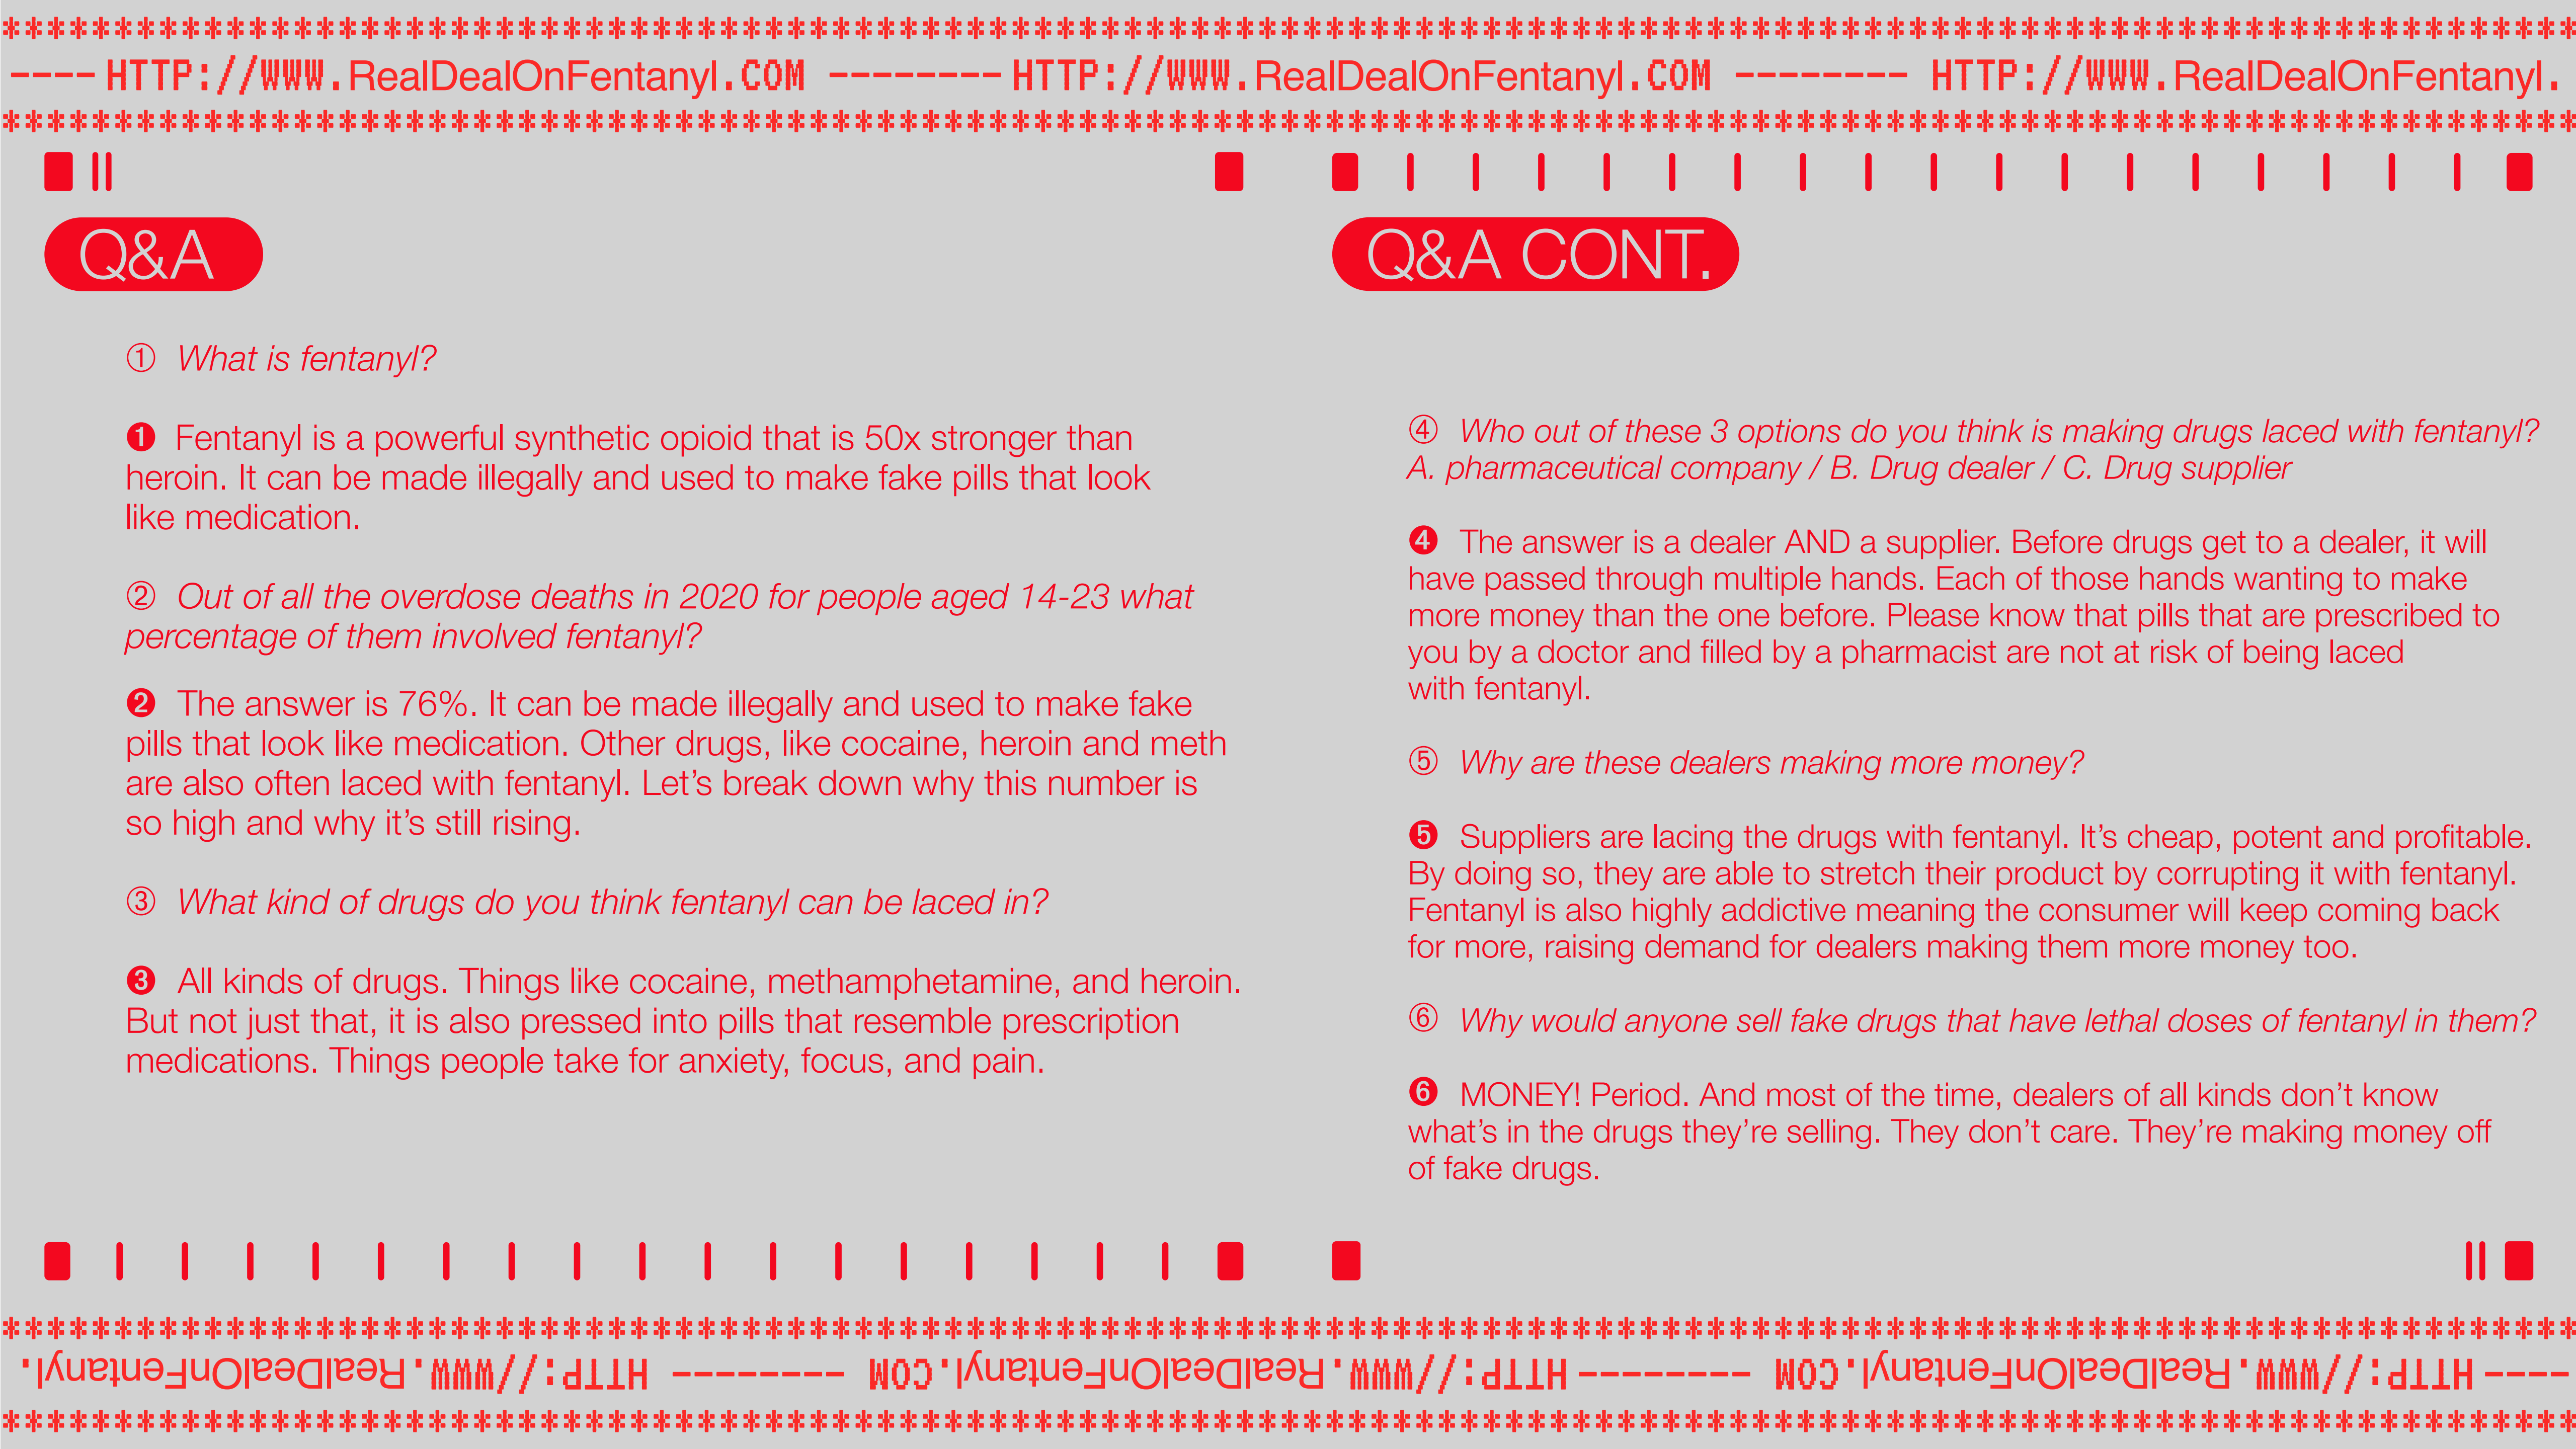 ************************************************************************************************
---- HTTP://WWW.RealDealOnFentanyl.COM -------- HTTP://WWW.RealDealOnFentanyl.COM -------- HTTP://WWW.RealDealOnFentanyl.
************************************************************************************************
Q&A
① What is fentanyl?
❶ Fentanyl is a powerful synthetic opioid that is 50x stronger than
heroin. It can be made illegally and used to make fake pills that look
like medication.
② Out of all the overdose deaths in 2020 for people aged 14-23 what
percentage of them involved fentanyl?
❷ The answer is 76%. It can be made illegally and used to make fake
pills that look like medication. Other drugs, like cocaine, heroin and meth
are also often laced with fentanyl. Let’s break down why this number is
so high and why it’s still rising.
③ What kind of drugs do you think fentanyl can be laced in?
❸ All kinds of drugs. Things like cocaine, methamphetamine, and heroin.
But not just that, it is also pressed into pills that resemble prescription
medications. Things people take for anxiety, focus, and pain.
Q&A CONT.
④ Who out of these 3 options do you think is making drugs laced with fentanyl?
A. pharmaceutical company / B. Drug dealer / C. Drug supplier
❹ The answer is a dealer AND a supplier. Before drugs get to a dealer, it will
have passed through multiple hands. Each of those hands wanting to make
more money than the one before. Please know that pills that are prescribed to
you by a doctor and filled by a pharmacist are not at risk of being laced
with fentanyl.
⑤ Why are these dealers making more money?
❺ Suppliers are lacing the drugs with fentanyl. It’s cheap, potent and profitable.
By doing so, they are able to stretch their product by corrupting it with fentanyl.
Fentanyl is also highly addictive meaning the consumer will keep coming back
for more, raising demand for dealers making them more money too.
⑥ Why would anyone sell fake drugs that have lethal doses of fentanyl in them?
❻ MONEY! Period. And most of the time, dealers of all kinds don’t know
what’s in the drugs they’re selling. They don’t care. They’re making money off
of fake drugs.
************************************************************************************************
---- HTTP://WWW.RealDealOnFentanyl.COM -------- HTTP://WWW.RealDealOnFentanyl.COM -------- HTTP://WWW.RealDealOnFentanyl.
************************************************************************************************